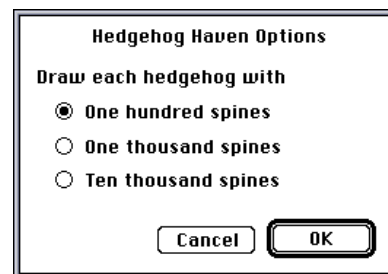 Hedgehog Haven Options
Draw each hedgehog with
One hundred spines
One thousand spines
Ten thousand spines
Cancel OK